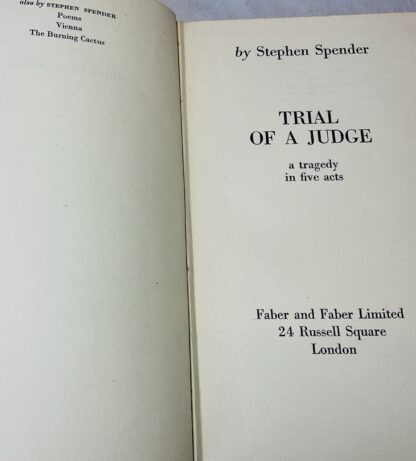 also by STEPHEN SPENDER
Poems
Vienna
The Burning Cactus
by Stephen Spender
TRIAL
OF A JUDGE
a tragedy
in five acts
Faber and Faber Limited
24 Russell Square
London